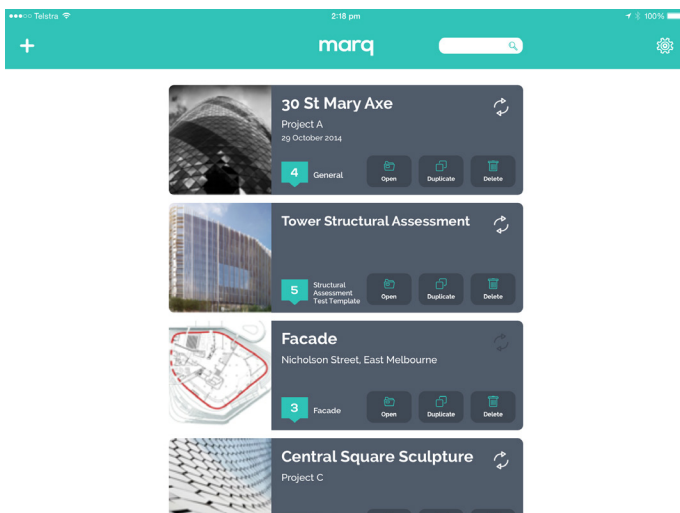 Telstra
2:18 pm
100%
marq
30 St Mary Axe
Project A
29 October 2014
4
General
Open
Duplicate
Delete
Tower Structural Assessment
5
Structural
Assessment
Test Template
Open
Duplicate
Delete
Facade
Nicholson Street, East Melbourne
3
Facade
Open
Duplicate
Delete
Central Square Sculpture
Project C